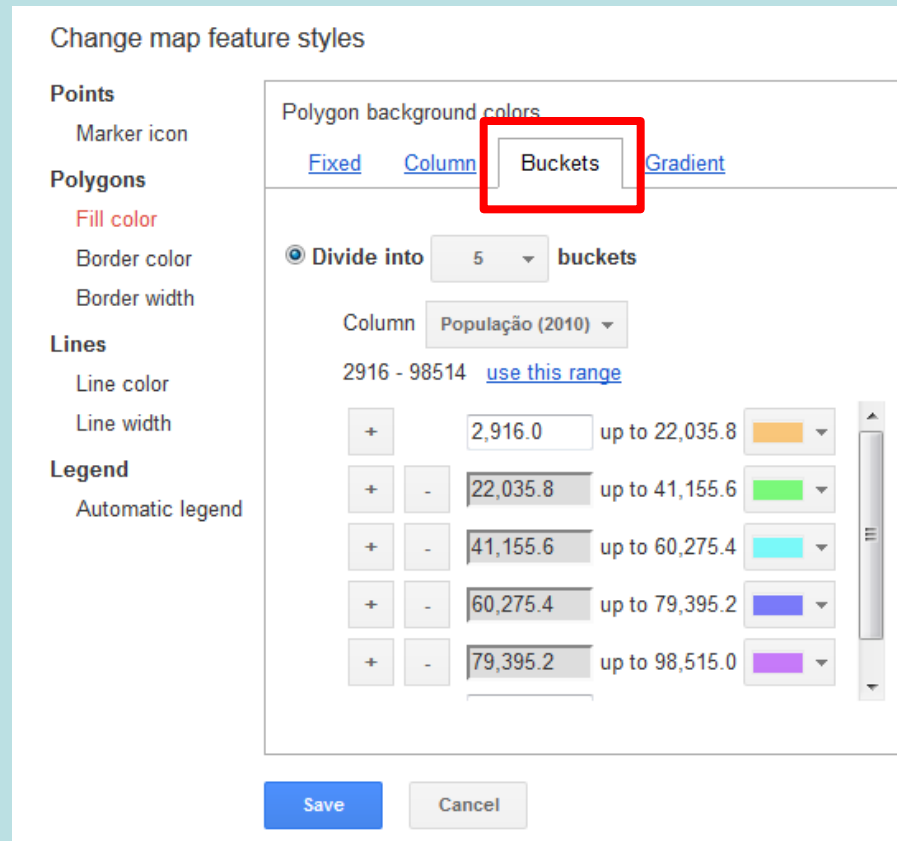 Change map feature styles
Points
Marker icon
Polygons
Fill color
Border color
Border width
Lines
Line color
Line width
Legend
Automatic legend
Polygon background colors
Fixed Column Buckets Gradient
Divide into 5 buckets
Column População (2010)
2916 - 98514 use this range
+ 2,916.0 up to 22,035.8
+ - 22,035.8 up to 41,155.6
+ - 41,155.6 up to 60,275.4
+ - 60,275.4 up to 79,395.2
+ - 79,395.2 up to 98,515.0
Save Cancel